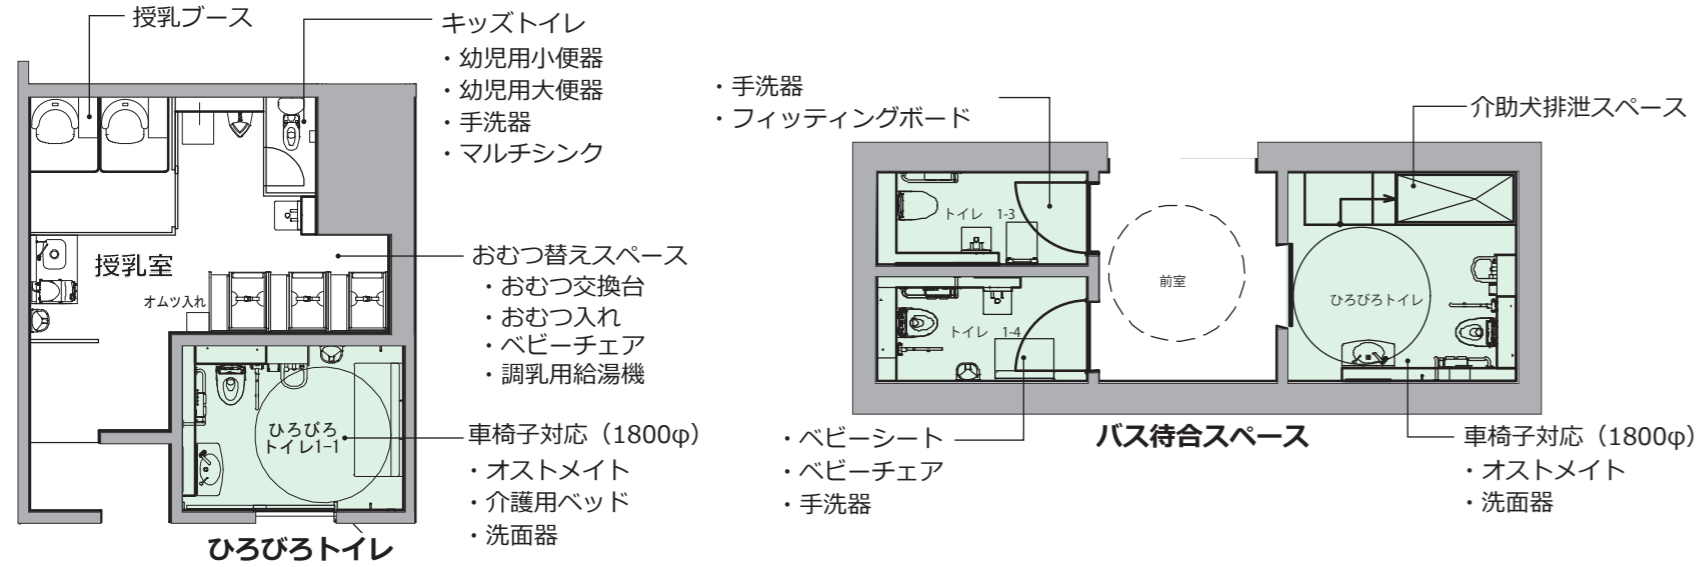 授乳ブース
キッズトイレ
・幼児用小便器
・幼児用大便器
・手洗器
・マルチシンク
おむつ替えスペース
・おむつ交換台
・おむつ入れ
・ベビーチェア
・調乳用給湯機
授乳室
オムツ入れ
ひろびろ
トイレ1-1
車椅子対応（1800φ）
・オストメイト
・介護用ベッド
・洗面器
ひろびろトイレ
・手洗器
・フィッティングボード
介助犬排泄スペース
トイレ 1-3
前室
ひろびろトイレ
トイレ 1-4
・ベビーシート
・ベビーチェア
・手洗器
バス待合スペース
車椅子対応（1800φ）
・オストメイト
・洗面器